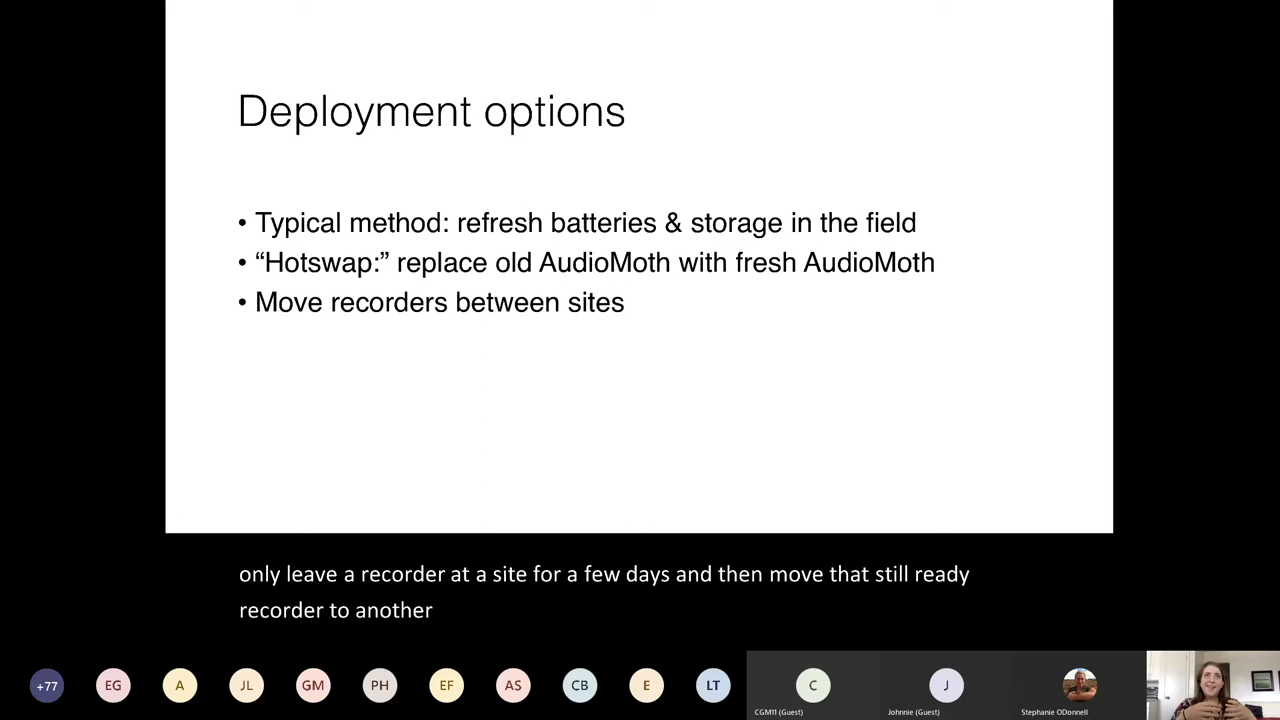 Deployment options
• Typical method: refresh batteries & storage in the field
• “Hotswap:” replace old AudioMoth with fresh AudioMoth
• Move recorders between sites
only leave a recorder at a site for a few days and then move that still ready
recorder to another
+77 EG A JL GM PH EF AS CB E LT C J
CGM11 (Guest) Johnnie (Guest) Stephanie ODonnell